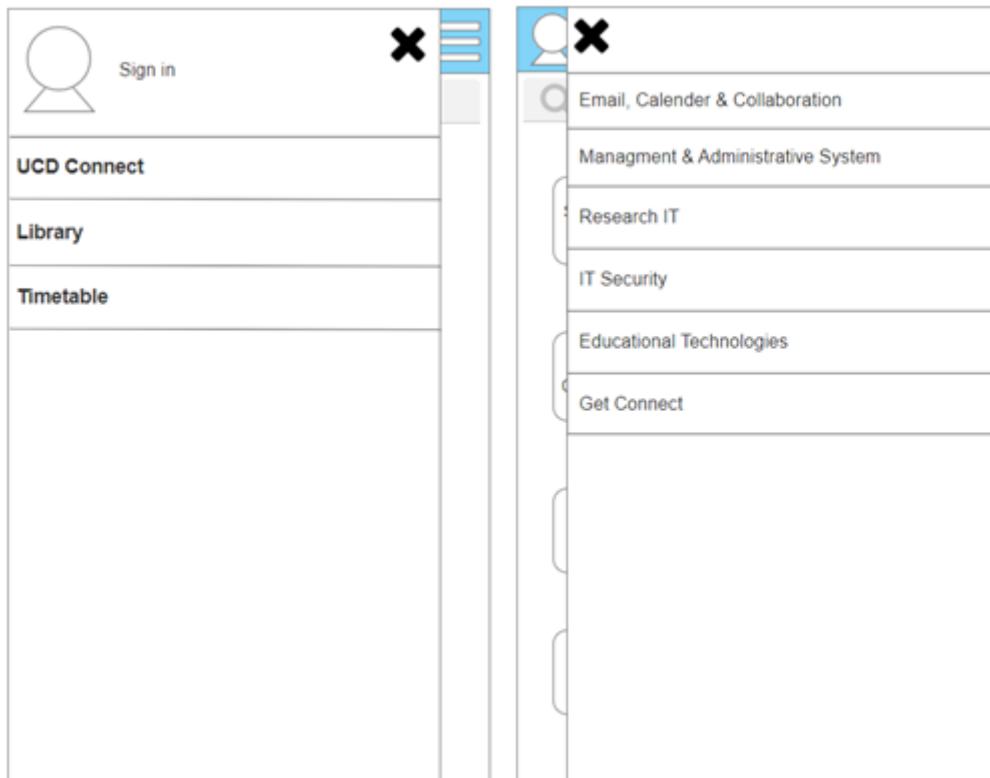 Sign in
UCD Connect
Library
Timetable
Email, Calender & Collaboration
Managment & Administrative System
Research IT
IT Security
Educational Technologies
Get Connect